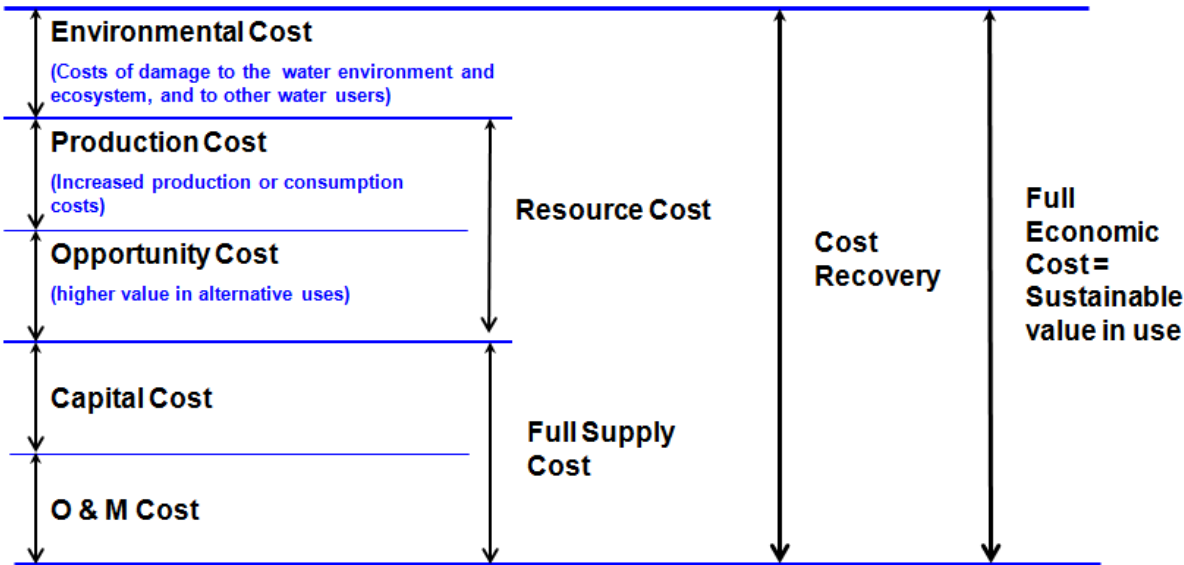 Environmental Cost
(Costs of damage to the water environment and
ecosystem, and to other water users)
Production Cost
(Increased production or consumption
costs)
Opportunity Cost
(higher value in alternative uses)
Capital Cost
O & M Cost
Resource Cost
Full Supply
Cost
Cost
Recovery
Full
Economic
Cost =
Sustainable
value in use